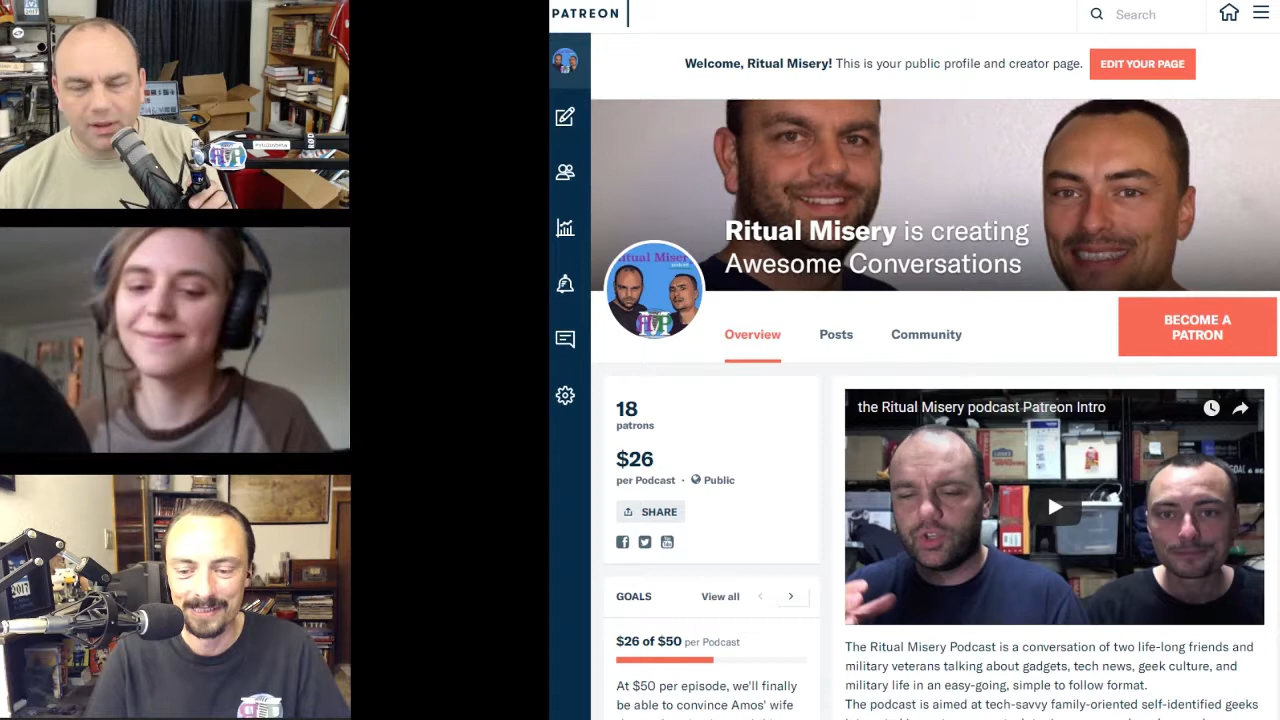 PATREON
Search
Welcome, Ritual Misery! This is your public profile and creator page.
EDIT YOUR PAGE
Ritual Misery is creating
Awesome Conversations
Overview
Posts
Community
BECOME A
PATRON
18
patrons
$26
per Podcast · Public
SHARE
GOALS
View all
$26 of $50 per Podcast
At $50 per episode, we'll finally
be able to convince Amos' wife
the Ritual Misery podcast Patreon Intro
The Ritual Misery Podcast is a conversation of two life-long friends and
military veterans talking about gadgets, tech news, geek culture, and
military life in an easy-going, simple to follow format.
The podcast is aimed at tech-savvy family-oriented self-identified geeks
2017
RØDE